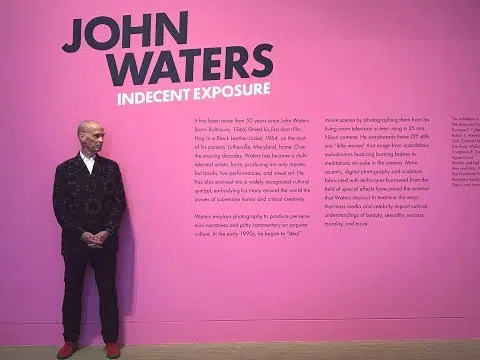 JOHN
WATERS
INDECENT EXPOSURE
It has been more than 50 years since John Waters
(born Baltimore, 1946) filmed his first short film,
Hag in a Black Leather Jacket, 1964, on the roof
of his parents' Lutherville, Maryland, home. Over
the ensuing decades, Waters has become a multi-
talented artistic force, producing not only movies,
but books, live performances, and visual art. He
has also evolved into a widely recognized cultural
symbol, embodying for many around the world the
power of subversive humor and critical creativity.
Waters employs photography to produce perverse
mini-narratives and pithy commentary on popular
culture. In the early 1990s, he began to "steal"
movie scenes by photographing them from his
living room television screen using a 35 mm
Nikon camera. He storyboards these DIY stills
into "little movies" that range from scandalous
melodramas featuring burning babies to
meditations on puke in the cinema. More
recently, digital photography and sculpture
fabricated with techniques borrowed from the
field of special effects have joined the arsenal
that Waters deploys to examine the ways
that mass media and celebrity impact cultural
understandings of beauty, sexuality, success
morality, and more.
This exhibition is